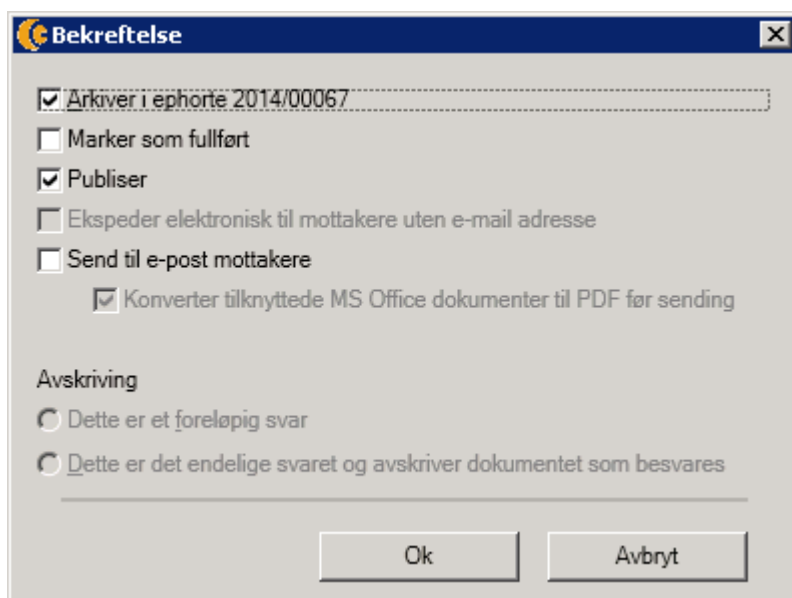 Bekreftelse
Arkiver i ephorte 2014/00067
Marker som fullført
Publiser
Ekspeder elektronisk til mottakere uten e-mail adresse
Send til e-post mottakere
Konverter tilknyttede MS Office dokumenter til PDF før sending
Avskriving
Dette er et foreløpig svar
Dette er det endelige svaret og avskriver dokumentet som besvares
Ok
Avbryt